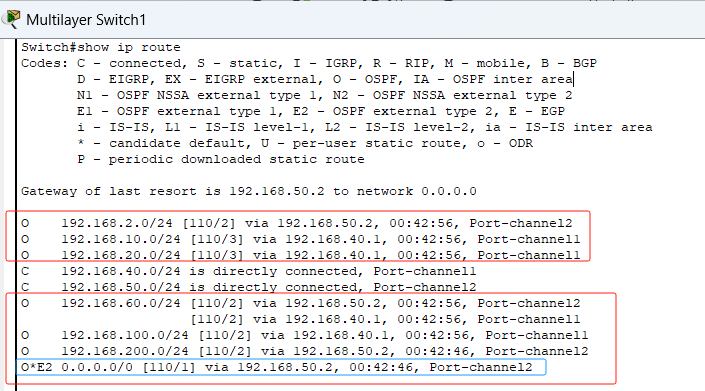 Multilayer Switch1
Switch#show ip route
Codes: C - connected, S - static, I - IGRP, R - RIP, M - mobile, B - BGP
D - EIGRP, EX - EIGRP external, O - OSPF, IA - OSPF inter area
N1 - OSPF NSSA external type 1, N2 - OSPF NSSA external type 2
E1 - OSPF external type 1, E2 - OSPF external type 2, E - EGP
i - IS-IS, L1 - IS-IS level-1, L2 - IS-IS level-2, ia - IS-IS inter area
* - candidate default, U - per-user static route, o - ODR
P - periodic downloaded static route
Gateway of last resort is 192.168.50.2 to network 0.0.0.0
O 192.168.2.0/24 [110/2] via 192.168.50.2, 00:42:56, Port-channel2
O 192.168.10.0/24 [110/3] via 192.168.40.1, 00:42:56, Port-channel1
O 192.168.20.0/24 [110/3] via 192.168.40.1, 00:42:56, Port-channel1
C 192.168.40.0/24 is directly connected, Port-channel1
C 192.168.50.0/24 is directly connected, Port-channel2
O 192.168.60.0/24 [110/2] via 192.168.50.2, 00:42:56, Port-channel2
[110/2] via 192.168.40.1, 00:42:56, Port-channel1
O 192.168.100.0/24 [110/2] via 192.168.40.1, 00:42:56, Port-channel1
O 192.168.200.0/24 [110/2] via 192.168.50.2, 00:42:46, Port-channel2
O*E2 0.0.0.0/0 [110/1] via 192.168.50.2, 00:42:46, Port-channel2